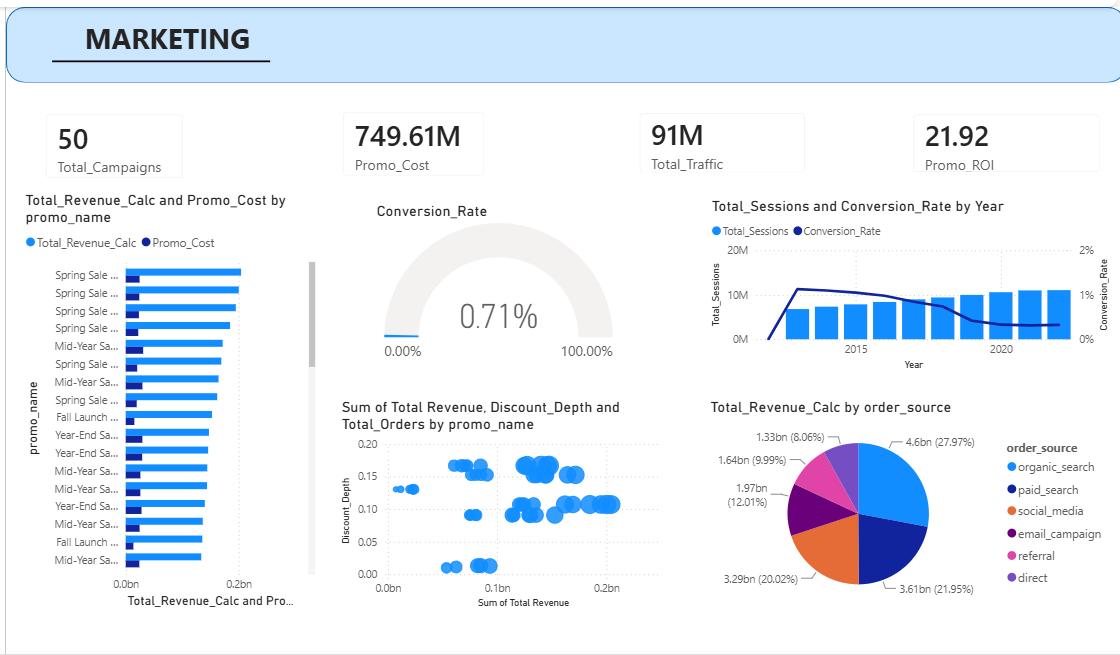 MARKETING
50
Total_Campaigns
749.61M
Promo_Cost
91M
Total_Traffic
21.92
Promo_ROI
Total_Revenue_Calc and Promo_Cost by
promo_name
Total_Revenue_Calc Promo_Cost
promo_name
Spring Sale ...
Spring Sale ...
Spring Sale ...
Spring Sale ...
Mid-Year Sa...
Spring Sale ...
Mid-Year Sa...
Spring Sale ...
Fall Launch ...
Year-End Sa...
Year-End Sa...
Mid-Year Sa...
Mid-Year Sa...
Year-End Sa...
Mid-Year Sa...
Fall Launch ...
Mid-Year Sa...
0.0bn 0.2bn
Total_Revenue_Calc and Pro...
Conversion_Rate
0.71%
0.00% 100.00%
Total_Sessions and Conversion_Rate by Year
Total_Sessions Conversion_Rate
Total_Sessions
20M
10M
0M
2%
1%
0%
Conversion_Rate
2015 2020
Year
Sum of Total Revenue, Discount_Depth and
Total_Orders by promo_name
Discount_Depth
0.20
0.15
0.10
0.05
0.00
0.0bn 0.1bn 0.2bn
Sum of Total Revenue
Total_Revenue_Calc by order_source
4.6bn (27.97%)
3.61bn (21.95%)
3.29bn (20.02%)
1.97bn
(12.01%)
1.64bn (9.99%)
1.33bn (8.06%)
order_source
organic_search
paid_search
social_media
email_campaign
referral
direct